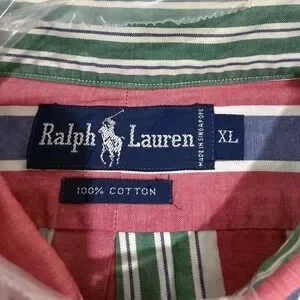 Ralph Lauren
MADE IN SINGAPORE
XL
100% COTTON